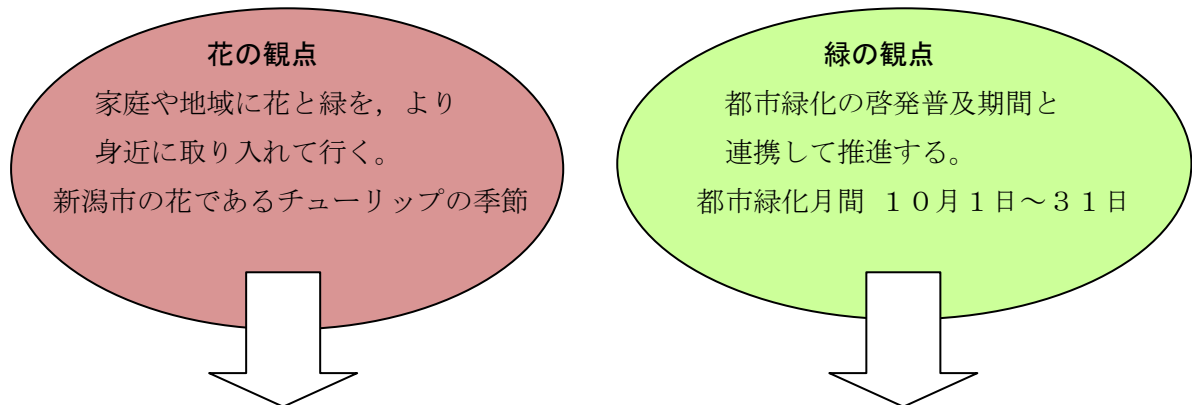 花の観点
家庭や地域に花と緑を，より
身近に取り入れて行く。
新潟市の花であるチューリップの季節
緑の観点
都市緑化の啓発普及期間と
連携して推進する。
都市緑化月間 １０月１日～３１日